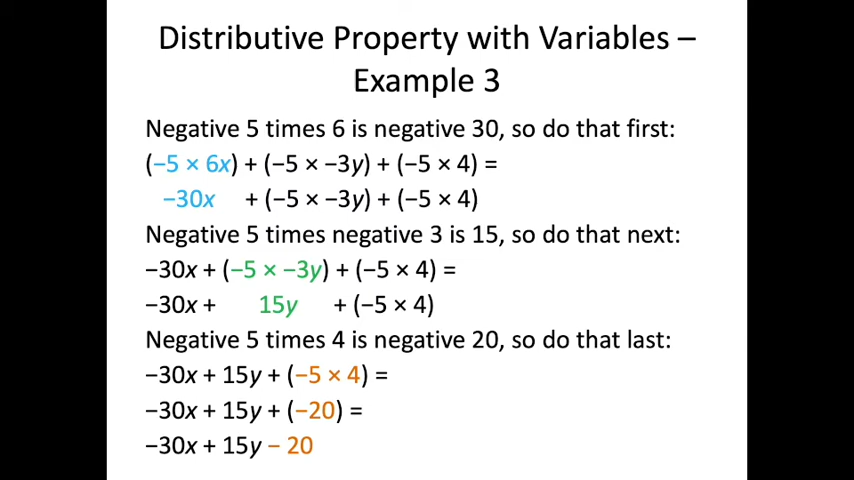 Distributive Property with Variables –
Example 3
Negative 5 times 6 is negative 30, so do that first:
(−5 × 6x) + (−5 × −3y) + (−5 × 4) =
−30x + (−5 × −3y) + (−5 × 4)
Negative 5 times negative 3 is 15, so do that next:
−30x + (−5 × −3y) + (−5 × 4) =
−30x + 15y + (−5 × 4)
Negative 5 times 4 is negative 20, so do that last:
−30x + 15y + (−5 × 4) =
−30x + 15y + (−20) =
−30x + 15y − 20